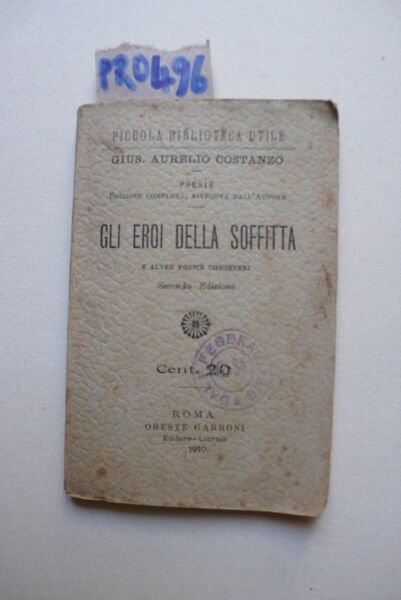 PRO496
PICCOLA BIBLIOTECA UTILE
GIUS. AURELIO COSTANZO
POESIE
EDIZIONE COMPLETA, RIVEDUTA DALL'AUTORE
GLI EROI DELLA SOFFITTA
E ALTRE POESIE CONGENERI
Seconda Edizione
FEBBRA
Cent. 20
ROMA
ORESTE GARRONI
Editore-Libraio
1910.